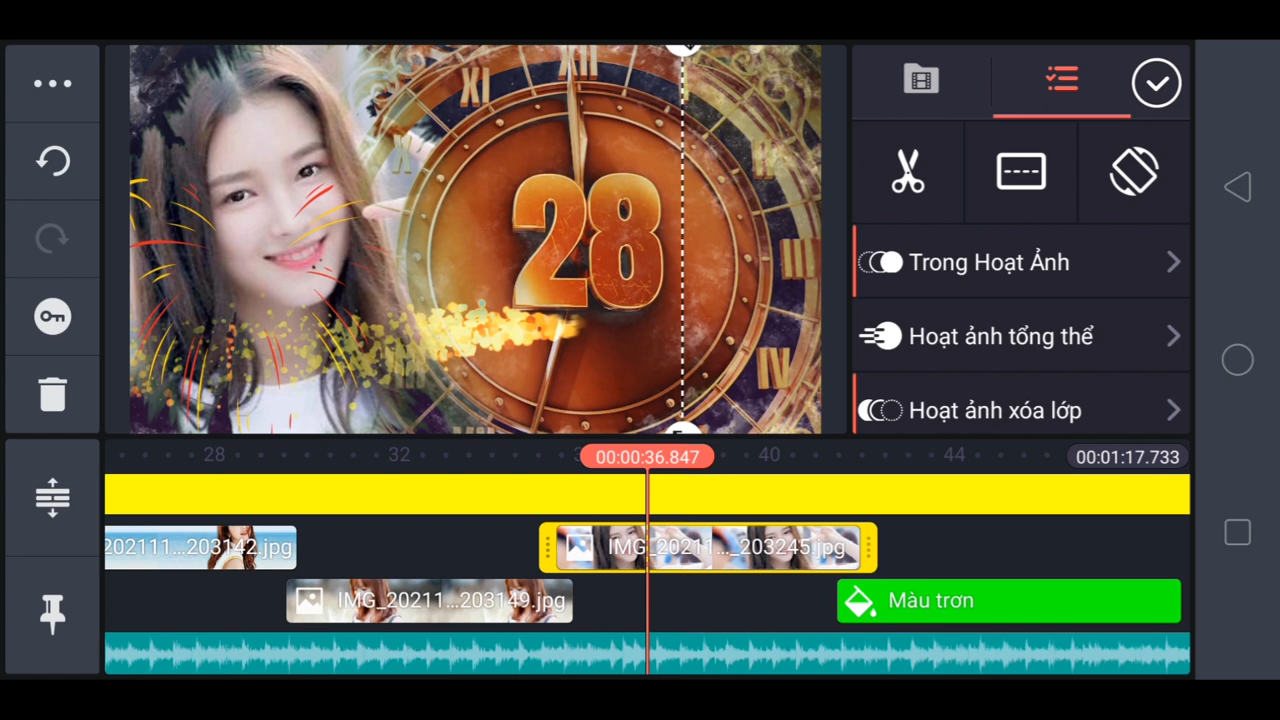 XI
XII
X
II
28
III
III
IV
Trong Hoạt Ảnh
Hoạt ảnh tổng thể
Hoạt ảnh xóa lớp
28
32
00:00:36.847
40
44
00:01:17.733
202111...203142.jpg
IMG_20211..._203245.jpg
IMG_20211...203149.jpg
Màu trơn